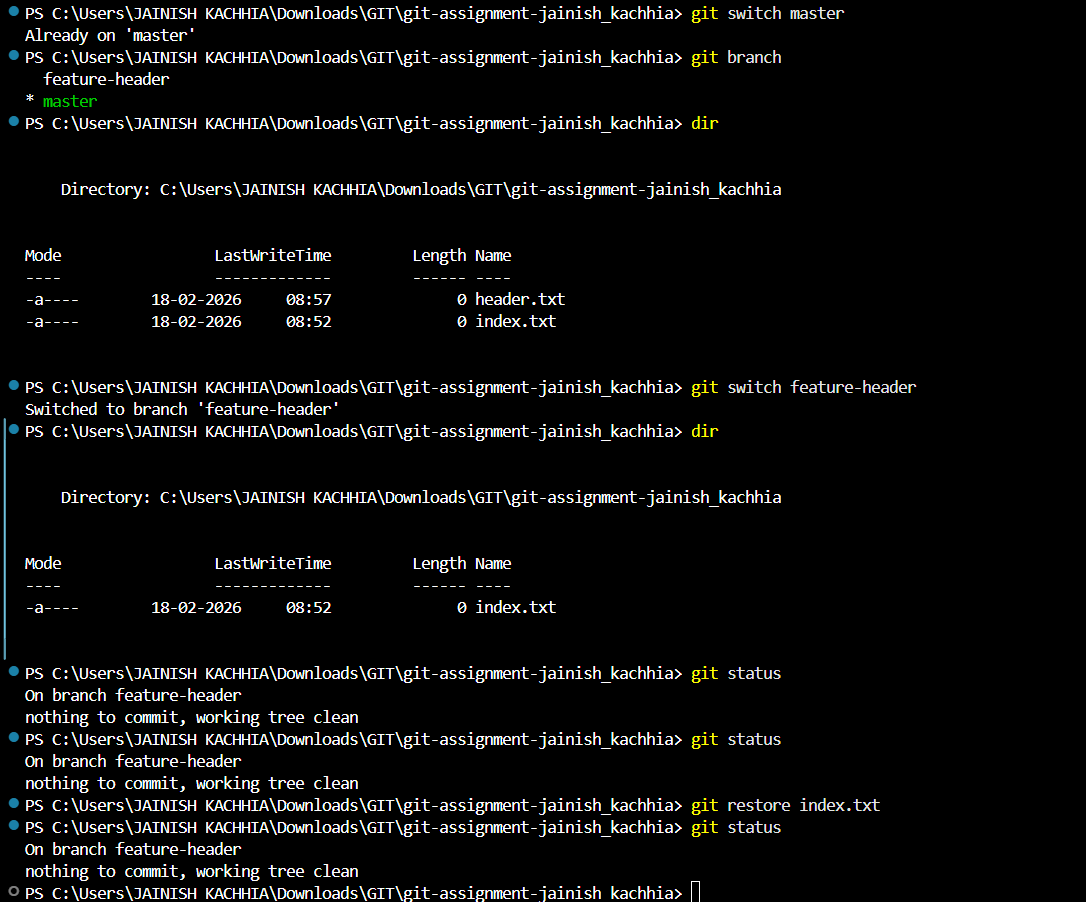 PS C:\Users\JAINISH KACHHIA\Downloads\GIT\git-assignment-jainish_kachhia> git switch master
Already on 'master'
PS C:\Users\JAINISH KACHHIA\Downloads\GIT\git-assignment-jainish_kachhia> git branch
  feature-header
* master
PS C:\Users\JAINISH KACHHIA\Downloads\GIT\git-assignment-jainish_kachhia> dir
    Directory: C:\Users\JAINISH KACHHIA\Downloads\GIT\git-assignment-jainish_kachhia
Mode                 LastWriteTime         Length Name
----                 -------------         ------ ----
-a----        18-02-2026     08:57              0 header.txt
-a----        18-02-2026     08:52              0 index.txt
PS C:\Users\JAINISH KACHHIA\Downloads\GIT\git-assignment-jainish_kachhia> git switch feature-header
Switched to branch 'feature-header'
PS C:\Users\JAINISH KACHHIA\Downloads\GIT\git-assignment-jainish_kachhia> dir
    Directory: C:\Users\JAINISH KACHHIA\Downloads\GIT\git-assignment-jainish_kachhia
Mode                 LastWriteTime         Length Name
----                 -------------         ------ ----
-a----        18-02-2026     08:52              0 index.txt
PS C:\Users\JAINISH KACHHIA\Downloads\GIT\git-assignment-jainish_kachhia> git status
On branch feature-header
nothing to commit, working tree clean
PS C:\Users\JAINISH KACHHIA\Downloads\GIT\git-assignment-jainish_kachhia> git status
On branch feature-header
nothing to commit, working tree clean
PS C:\Users\JAINISH KACHHIA\Downloads\GIT\git-assignment-jainish_kachhia> git restore index.txt
PS C:\Users\JAINISH KACHHIA\Downloads\GIT\git-assignment-jainish_kachhia> git status
On branch feature-header
nothing to commit, working tree clean
PS C:\Users\JAINISH KACHHIA\Downloads\GIT\git-assignment-jainish kachhia>